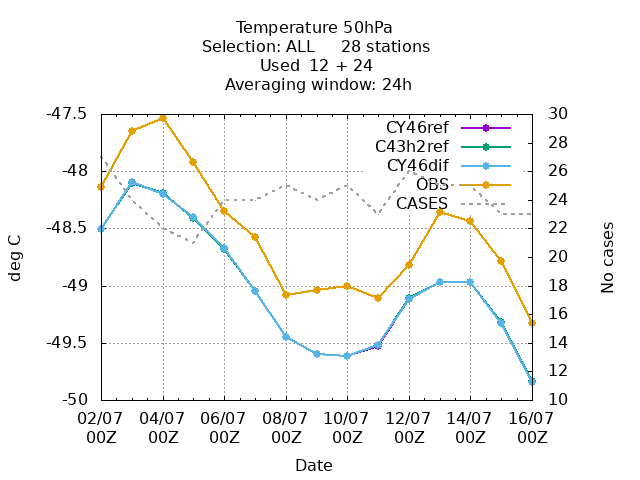 Temperature 50hPa
Selection: ALL     28 stations
Used  12 + 24
Averaging window: 24h
-47.5
-48
-48.5
-49
-49.5
-50
deg C
30
28
26
24
22
20
18
16
14
12
10
No cases
CY46ref
C43h2ref
CY46dif
OBS
CASES
02/07 04/07 06/07 08/07 10/07 12/07 14/07 16/07
00Z 00Z 00Z 00Z 00Z 00Z 00Z 00Z
Date